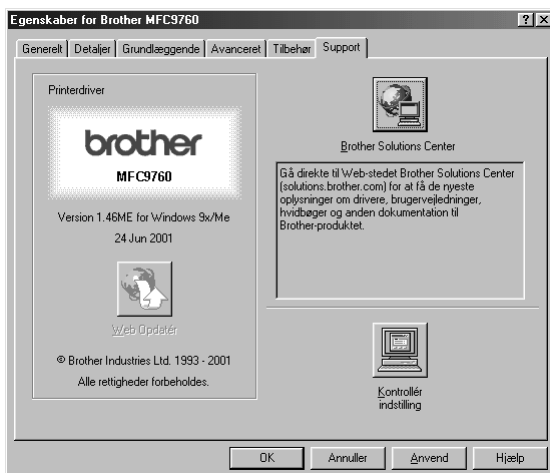 Egenskaber for Brother MFC9760
Generelt
Detaljer
Grundlæggende
Avanceret
Tilbehør
Support
Printerdriver
brother
MFC9760
Version 1.46ME for Windows 9x/Me
24 Jun 2001
Web Opdatér
© Brother Industries Ltd. 1993 - 2001
Alle rettigheder forbeholdes.
Brother Solutions Center
Gå direkte til Web-stedet Brother Solutions Center
(solutions.brother.com) for at få de nyeste
oplysninger om drivere, brugervejledninger,
hvidbøger og anden dokumentation til
Brother-produktet.
Kontrollér
indstilling
OK
Annuller
Anvend
Hjælp